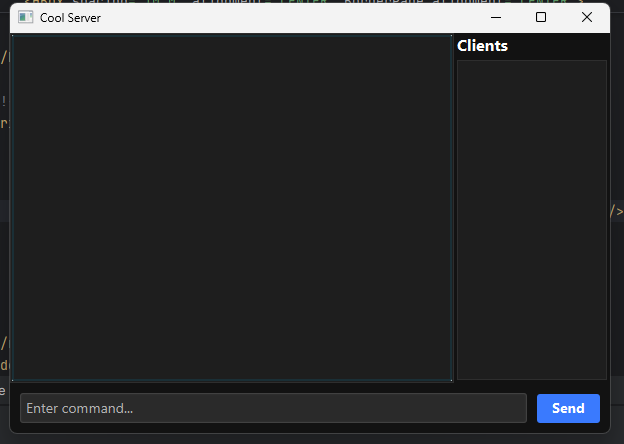 Cool Server
Clients
Enter command...
Send